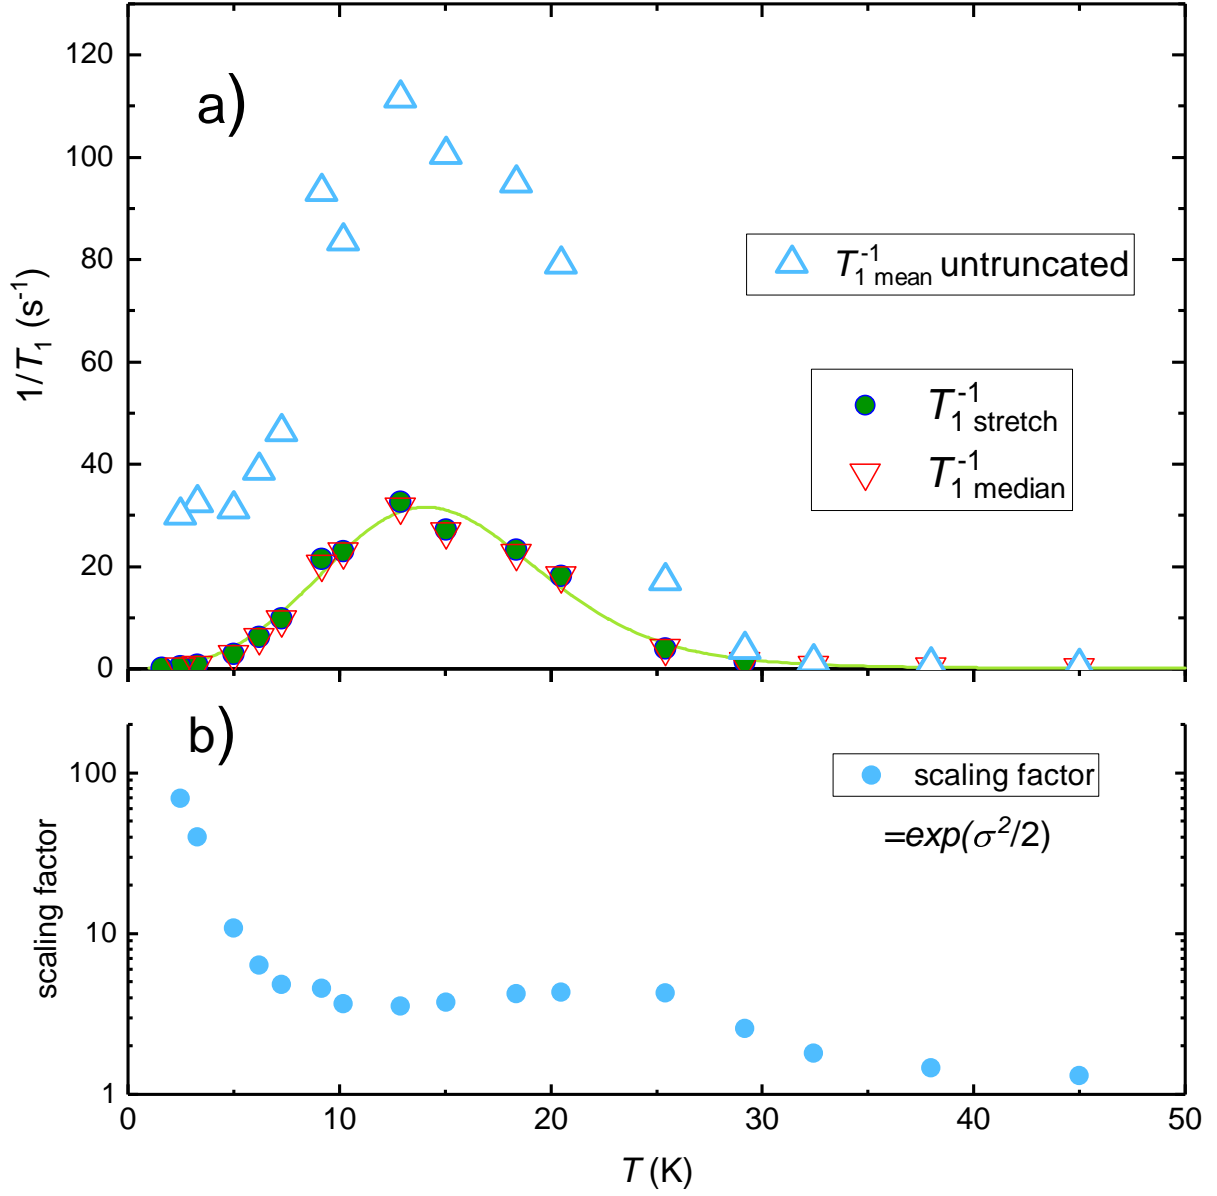 120
100
80
60
40
20
0
1/T₁ (s⁻¹)
a)
T₁ mean⁻¹ untruncated
T₁ stretch⁻¹
T₁ median⁻¹
b)
100
10
1
scaling factor
scaling factor
=exp(σ²/2)
0 10 20 30 40 50
T (K)